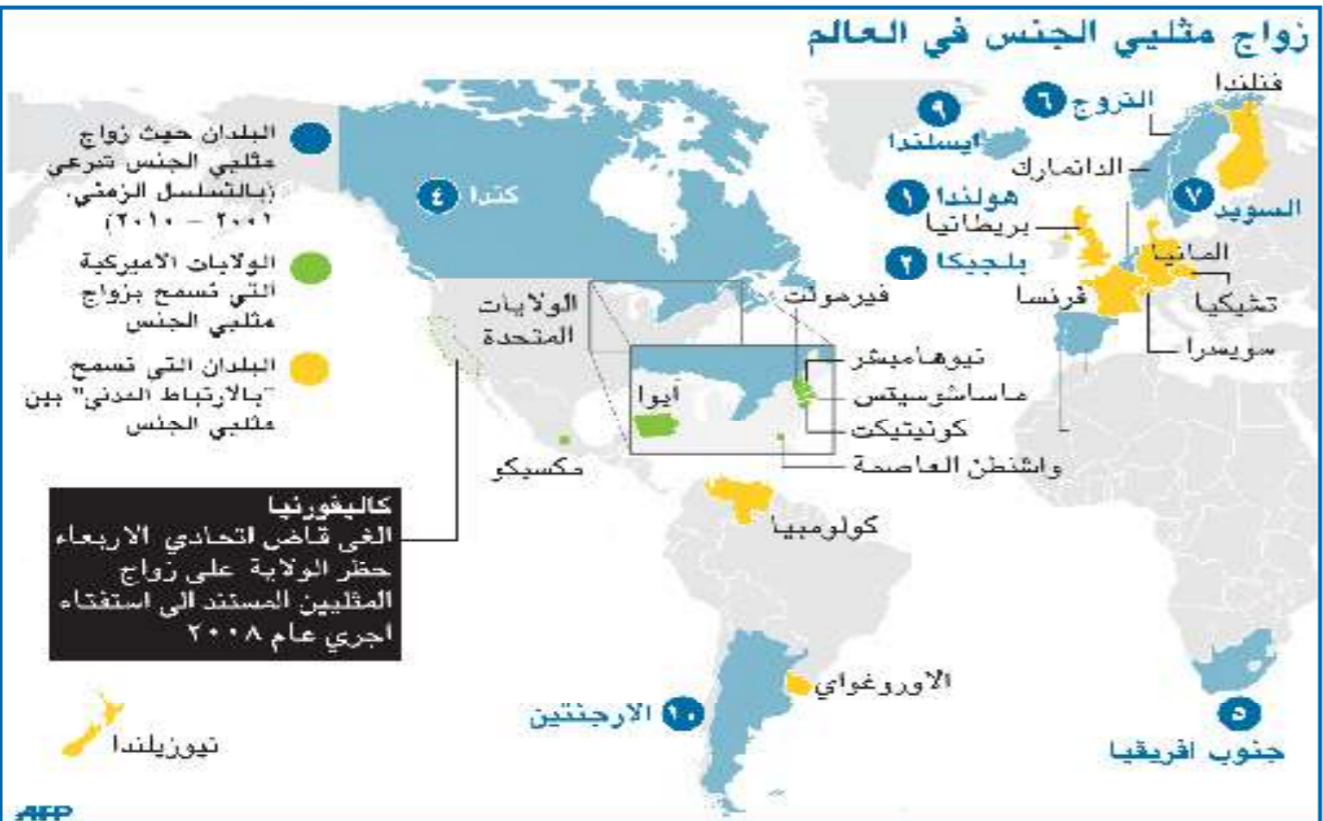 زواج مثليي الجنس في العالم
البلدان حيث زواج
مثليي الجنس شرعي
(بالتسلسل الزمني،
٢٠٠١ – ٢٠١٠)
الولايات الاميركية
التي تسمح بزواج
مثليي الجنس
البلدان التي تسمح
"بالارتباط المدني" بين
مثليي الجنس
فنلندا
النروج ٦
٩
ايسلندا
الدانمارك
٧
السويد
هولندا ١
بريطانيا
بلجيكا ٢
المانيا
فرنسا
تشيكيا
سويسرا
كندا ٤
الولايات
المتحدة
فيرمونت
نيوهامبشر
ماساشوسيتس
كونيتيكت
واشنطن العاصمة
آيوا
مكسيكو
كولومبيا
كاليفورنيا
الغى قاض اتحادي الاربعاء
حظر الولاية على زواج
المثليين المستند الى استفتاء
اجري عام ٢٠٠٨
الاوروغواي
١٠ الارجنتين
٥
جنوب افريقيا
نيوزيلندا
AFP